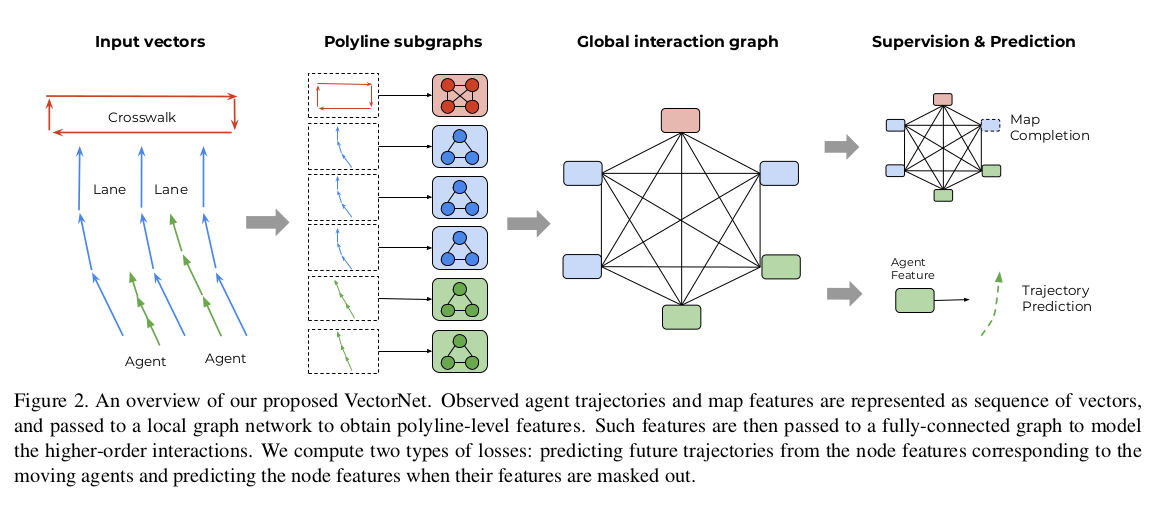 Input vectors
Polyline subgraphs
Global interaction graph
Supervision & Prediction
Crosswalk
Lane
Lane
Agent
Agent
Map
Completion
Agent
Feature
Trajectory
Prediction
Figure 2. An overview of our proposed VectorNet. Observed agent trajectories and map features are represented as sequence of vectors,
and passed to a local graph network to obtain polyline-level features. Such features are then passed to a fully-connected graph to model
the higher-order interactions. We compute two types of losses: predicting future trajectories from the node features corresponding to the
moving agents and predicting the node features when their features are masked out.